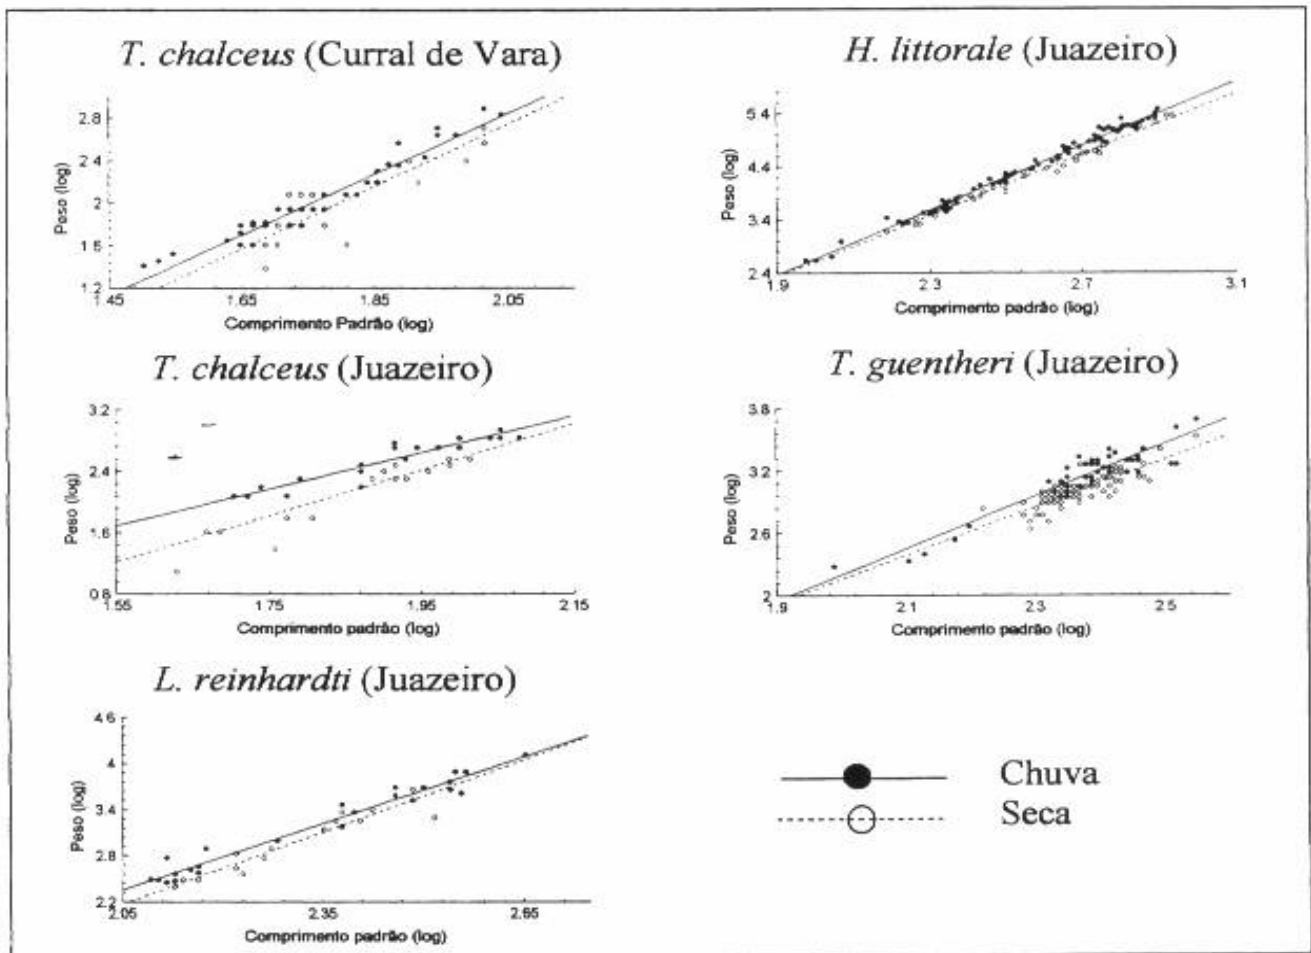 T. chalceus (Curral de Vara)
Peso (log)
2.8
2.4
2
1.6
1.2
1.45
1.65
1.85
2.05
Comprimento Padrão (log)
H. littorale (Juazeiro)
Peso (log)
5.4
4.4
3.4
2.4
1.9
2.3
2.7
3.1
Comprimento padrão (log)
T. chalceus (Juazeiro)
Peso (log)
3.2
2.4
1.6
0.8
1.55
1.75
1.95
2.15
Comprimento padrão (log)
T. guentheri (Juazeiro)
Peso (log)
3.8
3.2
2.6
2
1.9
2.1
2.3
2.5
Comprimento padrão (log)
L. reinhardti (Juazeiro)
Peso (log)
4.6
4
3.4
2.8
2.2
2.05
2.35
2.65
Comprimento padrão (log)
Chuva
Seca